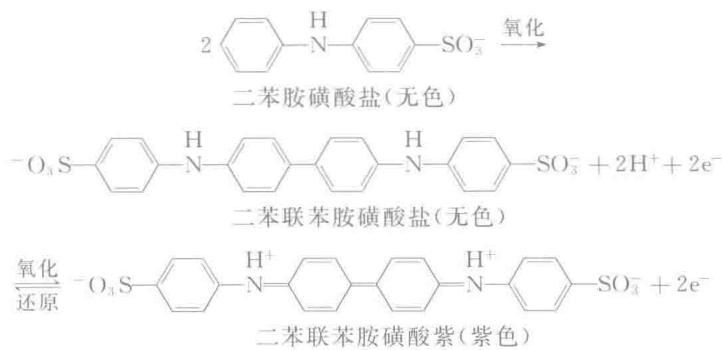 H
2 N SO₃⁻ 氧化
二苯胺磺酸盐(无色)
H H
⁻O₃S N N SO₃⁻ + 2H⁺ + 2e⁻
二苯联苯胺磺酸盐(无色)
氧化 H⁺ H⁺
还原 ⁻O₃S N N SO₃⁻ + 2e⁻
二苯联苯胺磺酸紫(紫色)